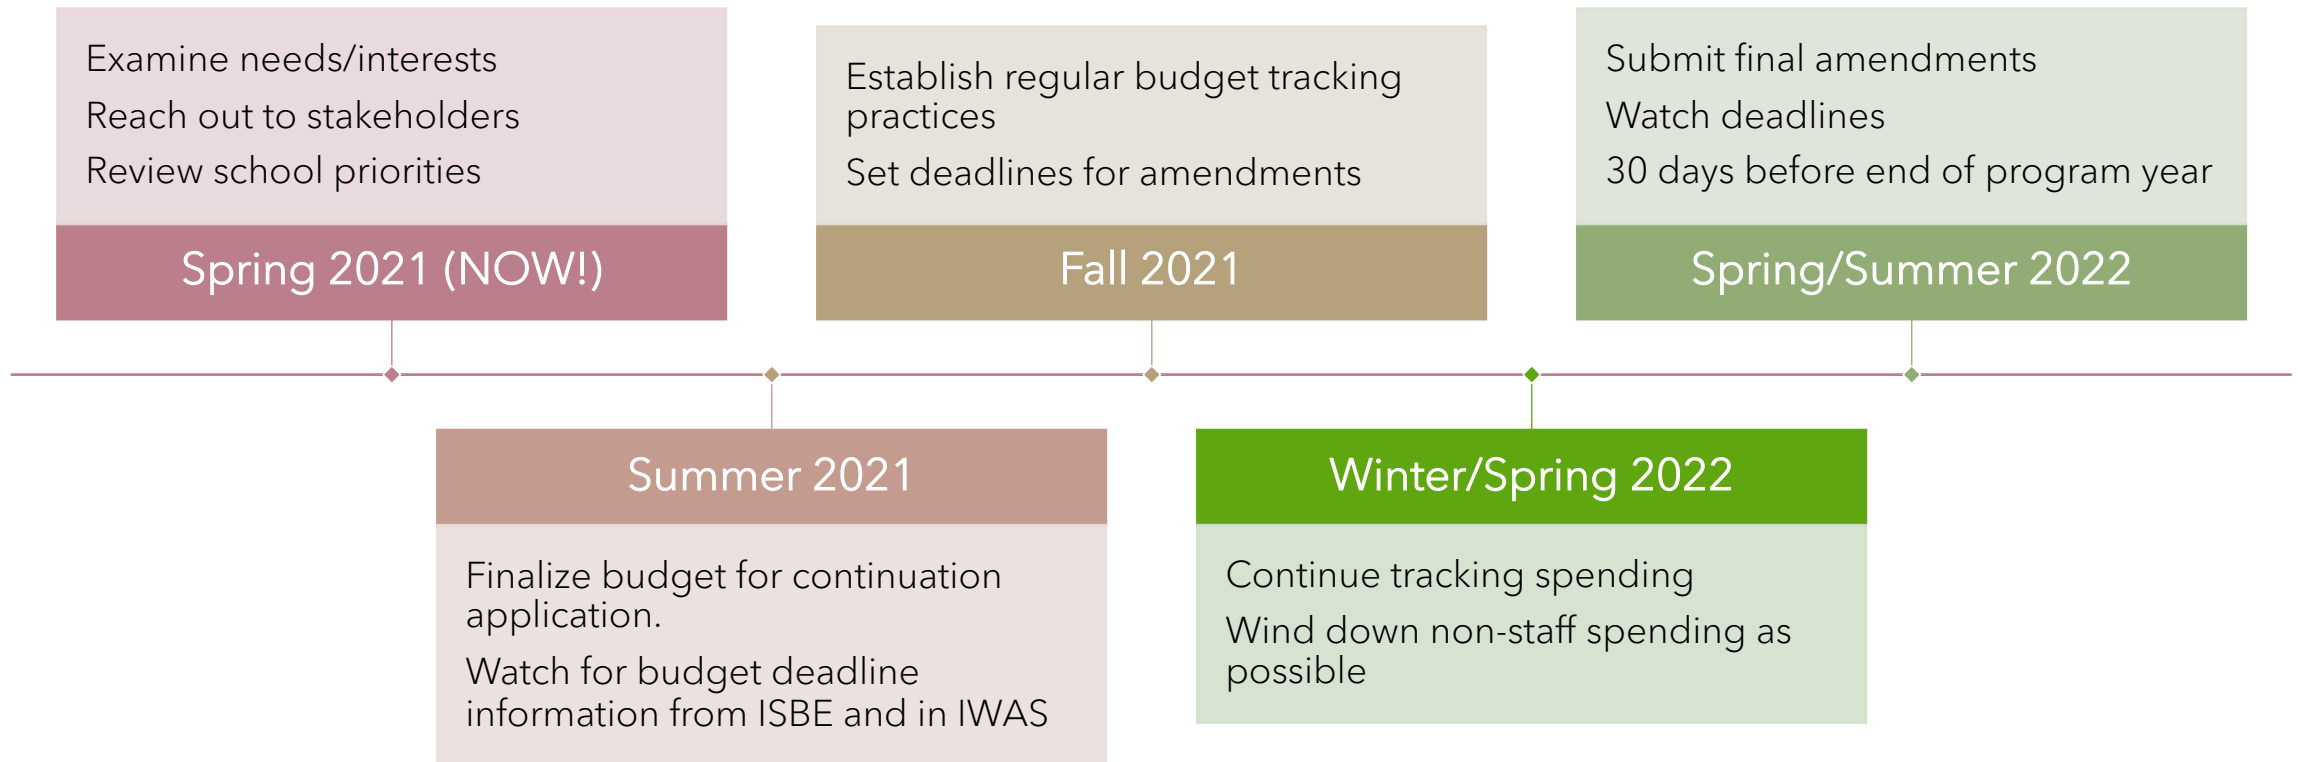 Examine needs/interests
Reach out to stakeholders
Review school priorities
Spring 2021 (NOW!)
Summer 2021
Finalize budget for continuation
application.
Watch for budget deadline
information from ISBE and in IWAS
Establish regular budget tracking
practices
Set deadlines for amendments
Fall 2021
Winter/Spring 2022
Continue tracking spending
Wind down non-staff spending as
possible
Submit final amendments
Watch deadlines
30 days before end of program year
Spring/Summer 2022